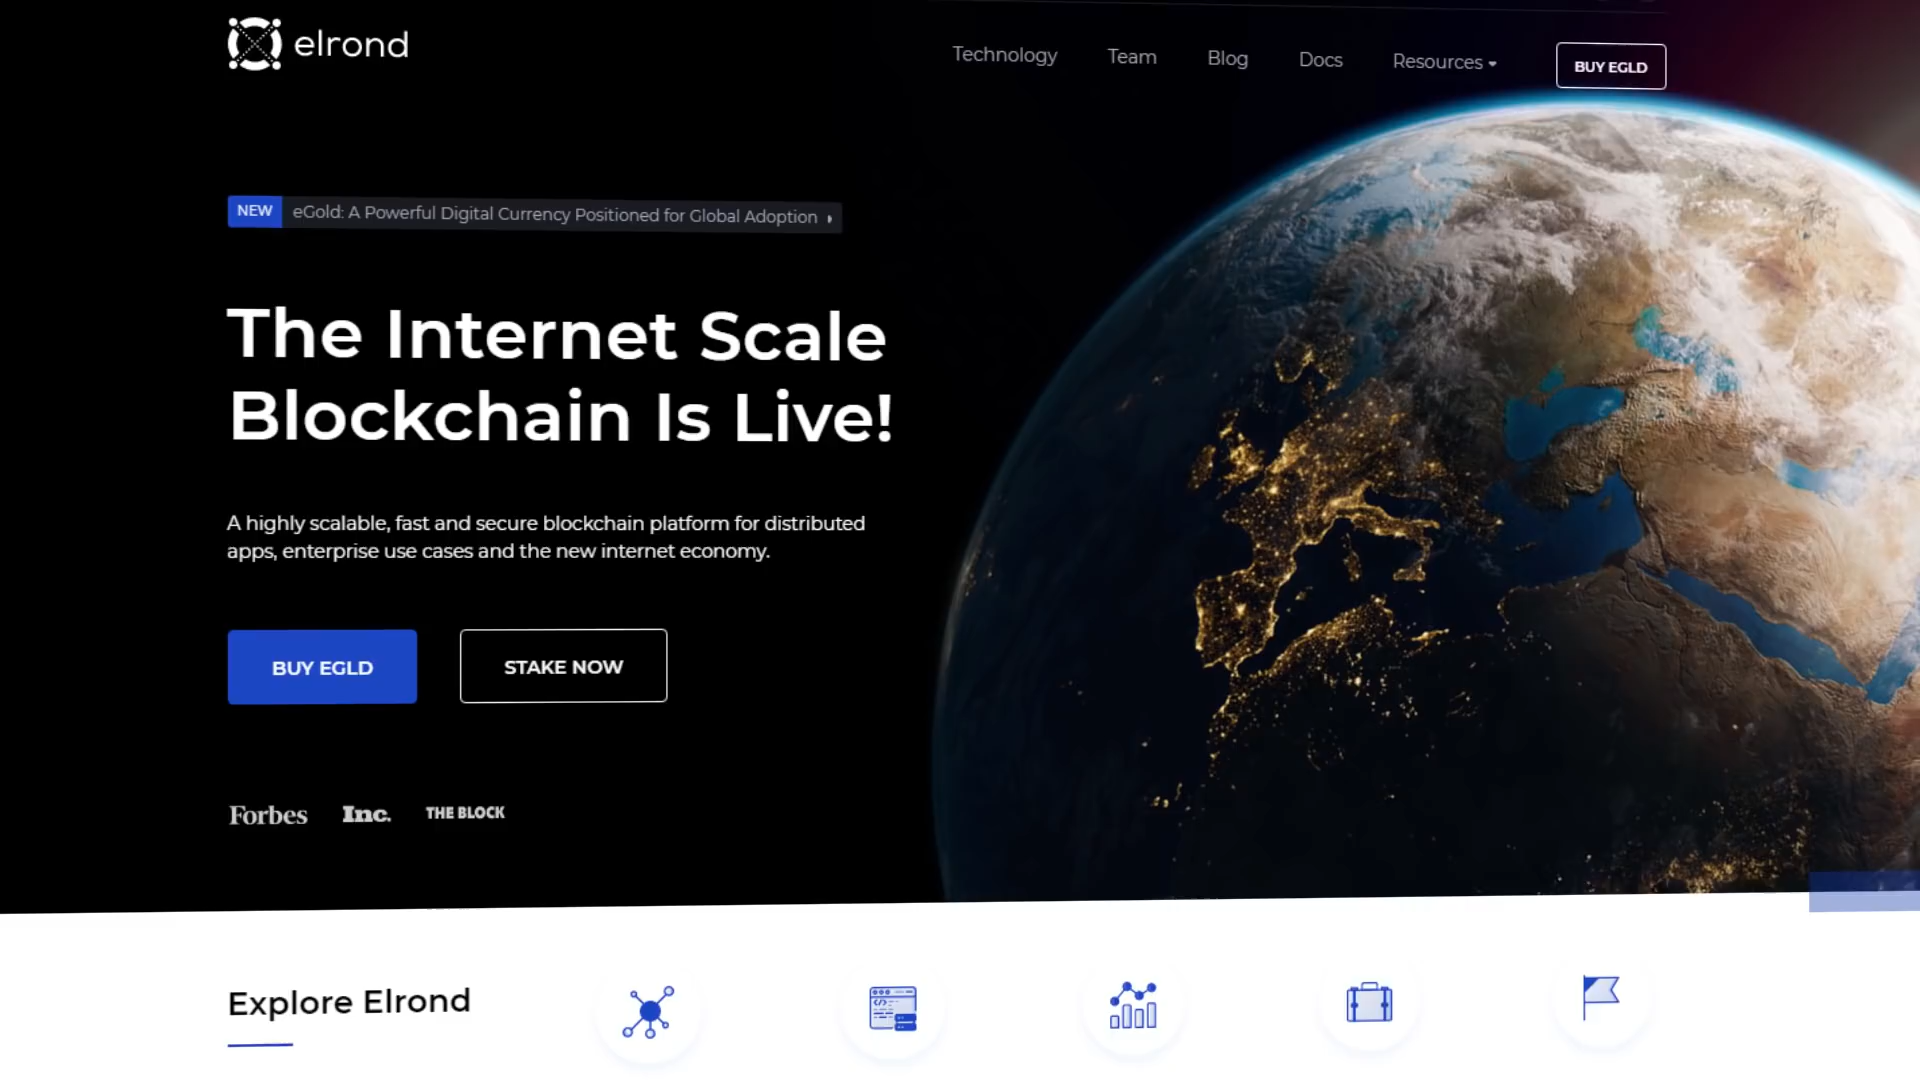 elrond
Technology
Team
Blog
Docs
Resources
BUY EGLD
NEW
eGold: A Powerful Digital Currency Positioned for Global Adoption
The Internet Scale
Blockchain Is Live!
A highly scalable, fast and secure blockchain platform for distributed
apps, enterprise use cases and the new internet economy.
BUY EGLD
STAKE NOW
Forbes
Inc.
THE BLOCK
Explore Elrond